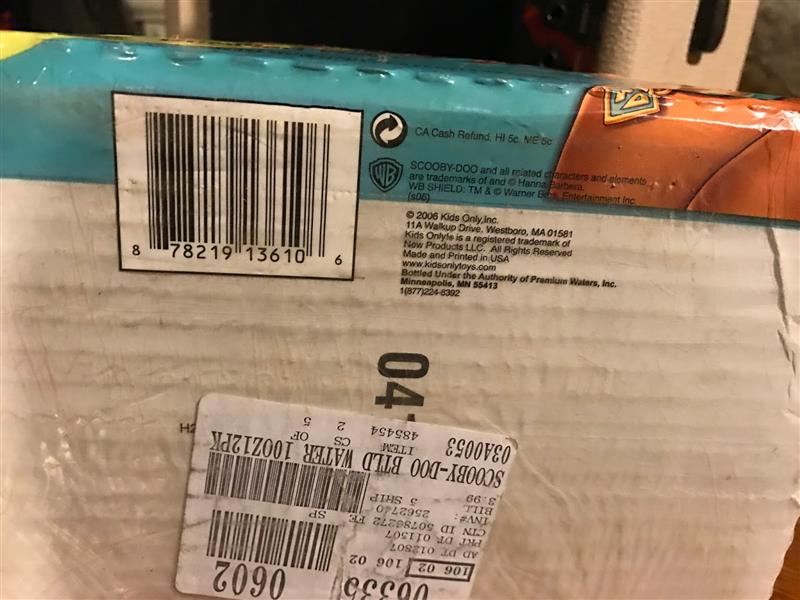 8 78219 13610 6
CA Cash Refund, HI 5c, ME 5c
WB
SCOOBY-DOO and all related characters and elements
are trademarks of and © Hanna Barbera.
WB SHIELD: TM & © Warner Bros. Entertainment Inc.
(s06)
© 2006 Kids Only, Inc.
11A Walkup Drive, Westboro, MA 01581
Kids Only is a registered trademark of
New Products LLC. All Rights Reserved
Made and Printed in USA
www.kidsonlytoys.com
Bottled Under the Authority of Premium Waters, Inc.
Minneapolis, MN 55413
1(877)224-6392
04
106 02 106 02
AD DT 012807
PRT DT 011507
CTN ID 50786272 FE
INV#: 2562740
BILL 5 SHIP
3.99
SP
0602
SCOOBY-DOO BTLD WATER 10OZ12PK
03A0053 ITEM CS OF
485454 2 5